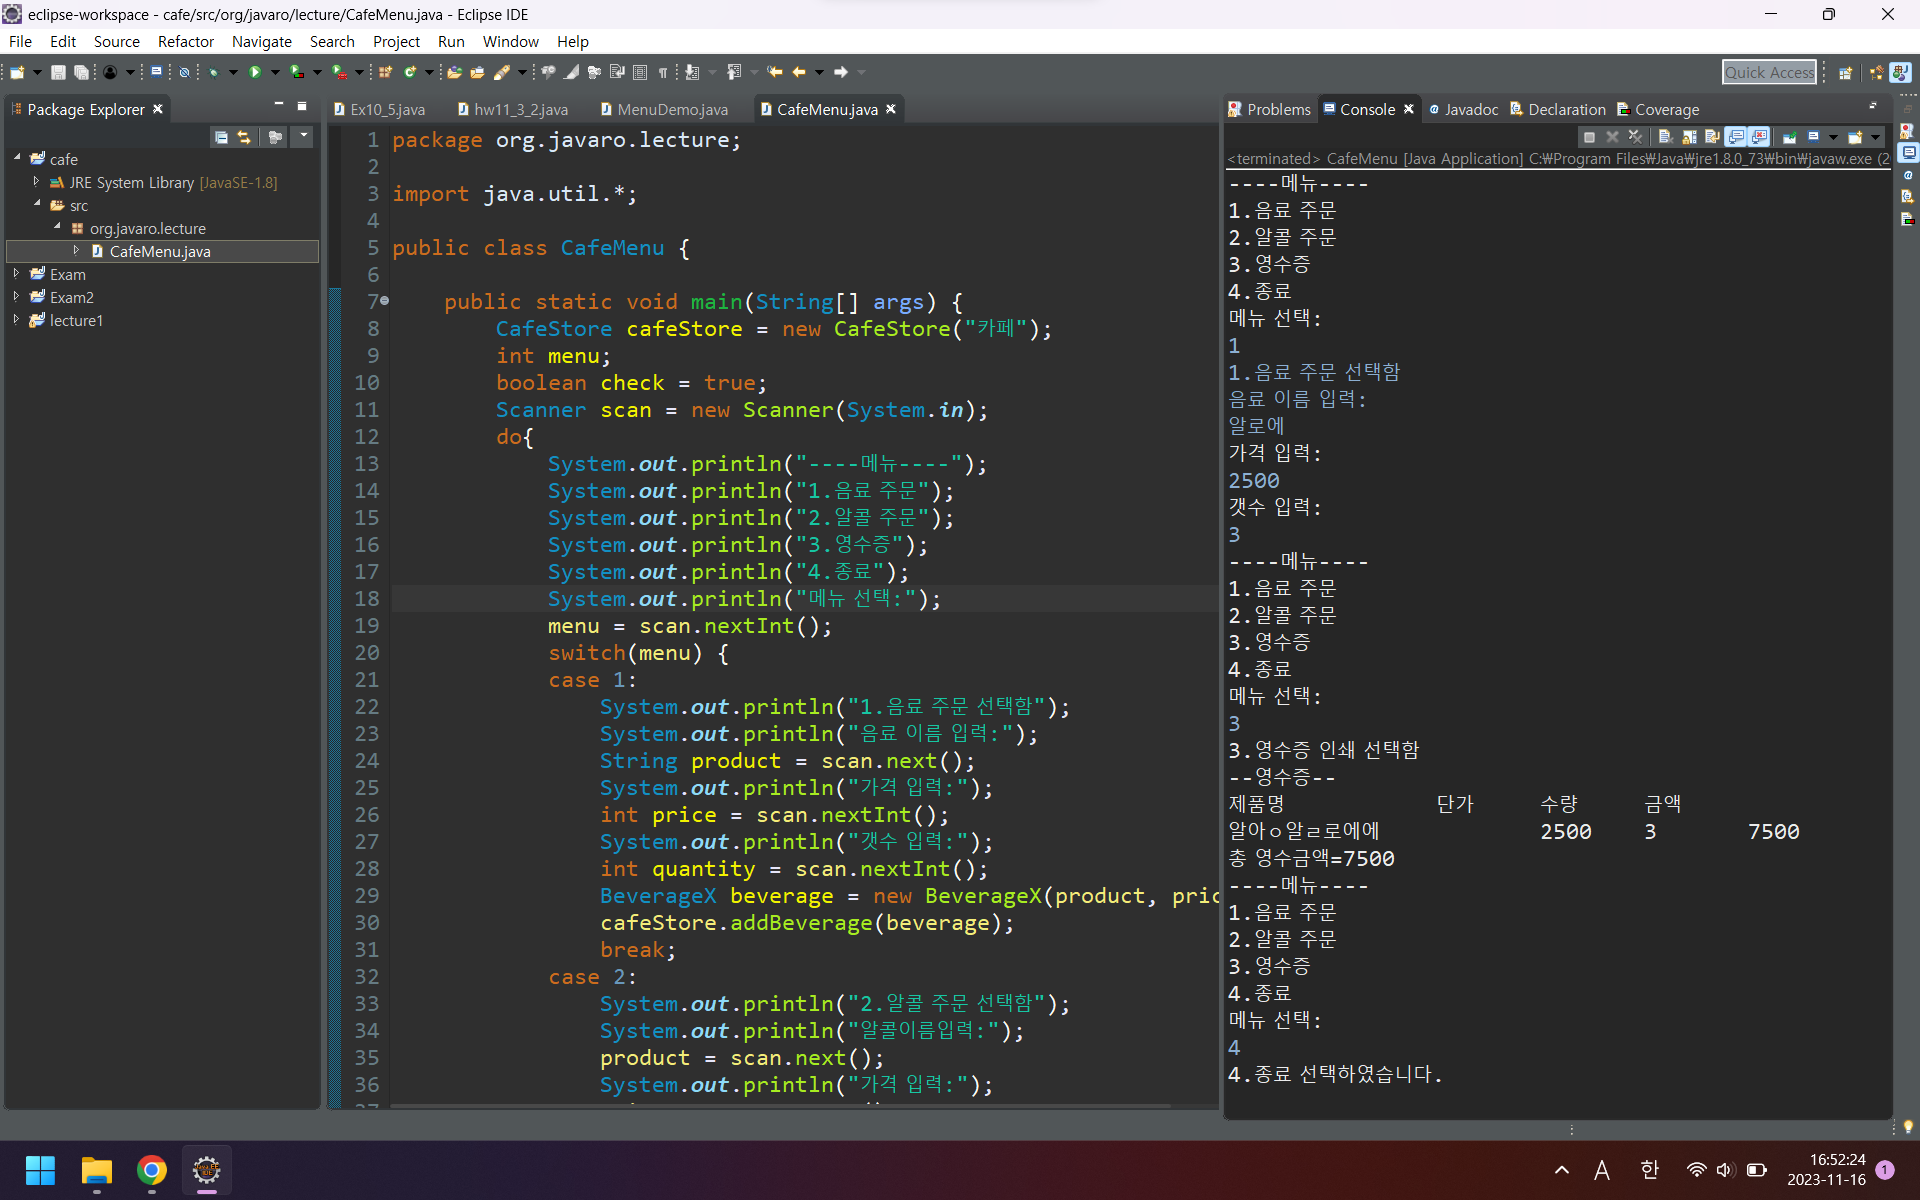 eclipse-workspace - cafe/src/org/javaro/lecture/CafeMenu.java - Eclipse IDE
File Edit Source Refactor Navigate Search Project Run Window Help
Quick Access
Package Explorer
cafe
JRE System Library [JavaSE-1.8]
src
org.javaro.lecture
CafeMenu.java
Exam
Exam2
lecture1
Ex10_5.java hw11_3_2.java MenuDemo.java CafeMenu.java
1 package org.javaro.lecture;
2
3 import java.util.*;
4
5 public class CafeMenu {
6
7 public static void main(String[] args) {
8 CafeStore cafeStore = new CafeStore("카페");
9 int menu;
10 boolean check = true;
11 Scanner scan = new Scanner(System.in);
12 do{
13 System.out.println("----메뉴----");
14 System.out.println("1.음료 주문");
15 System.out.println("2.알콜 주문");
16 System.out.println("3.영수증");
17 System.out.println("4.종료");
18 System.out.println("메뉴 선택:");
19 menu = scan.nextInt();
20 switch(menu) {
21 case 1:
22 System.out.println("1.음료 주문 선택함");
23 System.out.println("음료 이름 입력:");
24 String product = scan.next();
25 System.out.println("가격 입력:");
26 int price = scan.nextInt();
27 System.out.println("갯수 입력:");
28 int quantity = scan.nextInt();
29 BeverageX beverage = new BeverageX(product, pric
30 cafeStore.addBeverage(beverage);
31 break;
32 case 2:
33 System.out.println("2.알콜 주문 선택함");
34 System.out.println("알콜이름입력:");
35 product = scan.next();
36 System.out.println("가격 입력:");
Problems Console Javadoc Declaration Coverage
<terminated> CafeMenu [Java Application] C:₩Program Files₩Java₩jre1.8.0_73₩bin₩javaw.exe (2
----메뉴----
1.음료 주문
2.알콜 주문
3.영수증
4.종료
메뉴 선택:
1
1.음료 주문 선택함
음료 이름 입력:
알로에
가격 입력:
2500
갯수 입력:
3
----메뉴----
1.음료 주문
2.알콜 주문
3.영수증
4.종료
메뉴 선택:
3
3.영수증 인쇄 선택함
--영수증--
제품명 단가 수량 금액
알아ㅇ알ㄹ로에에 2500 3 7500
총 영수금액=7500
----메뉴----
1.음료 주문
2.알콜 주문
3.영수증
4.종료
메뉴 선택:
4
4.종료 선택하였습니다.
A 한
16:52:24
2023-11-16
1